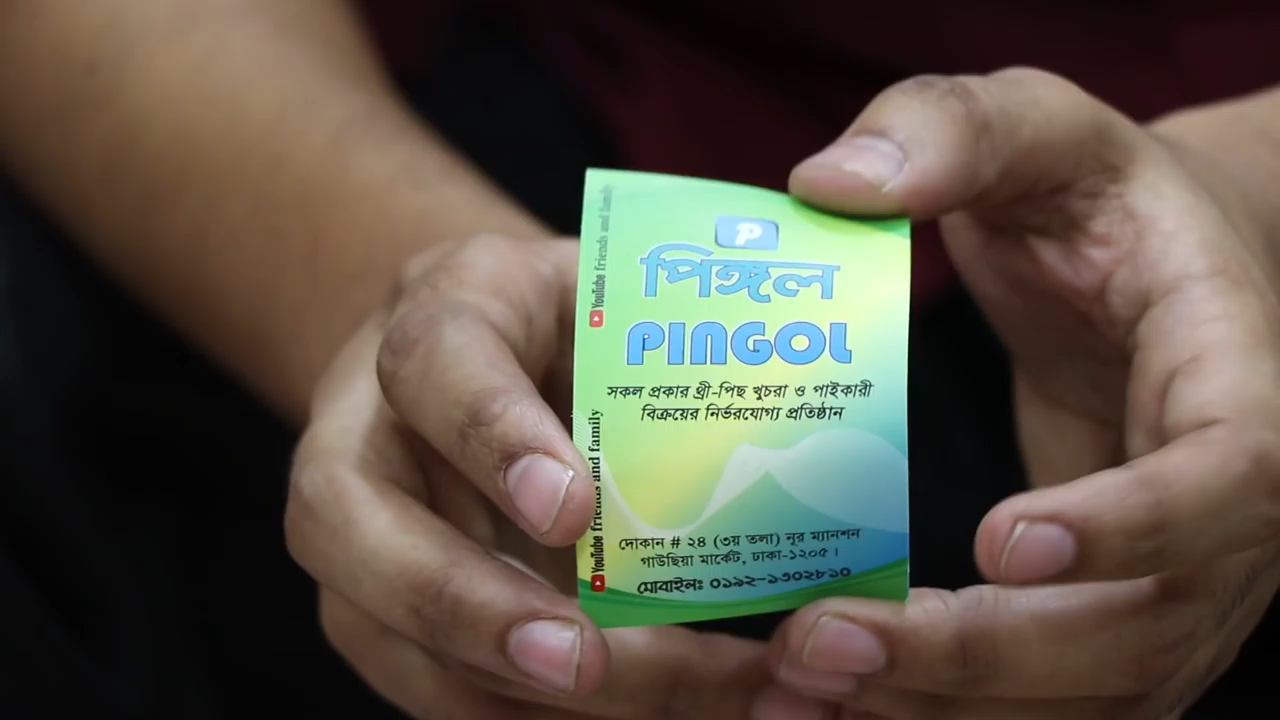 P
পিঙ্গল
PINGOL
সকল প্রকার থ্রী-পিছ খুচরা ও পাইকারী
বিক্রয়ের নির্ভরযোগ্য প্রতিষ্ঠান
দোকান # ২৪ (৩য় তলা) নূর ম্যানশন
গাউছিয়া মার্কেট, ঢাকা-১২০৫।
মোবাইলঃ ০১৯২-১৩০২৮১০
YouTube friends and family
YouTube friends and family